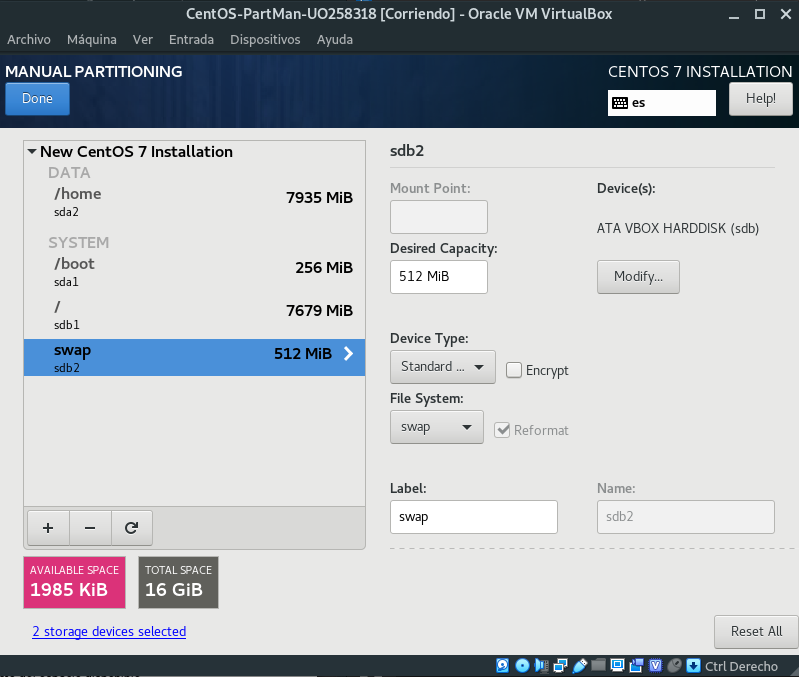 CentOS-PartMan-UO258318 [Corriendo] - Oracle VM VirtualBox
Archivo Máquina Ver Entrada Dispositivos Ayuda
MANUAL PARTITIONING
CENTOS 7 INSTALLATION
Done
es
Help!
New CentOS 7 Installation
DATA
/home 7935 MiB
sda2
SYSTEM
/boot 256 MiB
sda1
/ 7679 MiB
sdb1
swap 512 MiB
sdb2
+ −
AVAILABLE SPACE
1985 KiB
TOTAL SPACE
16 GiB
2 storage devices selected
sdb2
Mount Point:
Device(s):
ATA VBOX HARDDISK (sdb)
Desired Capacity:
512 MiB
Modify...
Device Type:
Standard ...
Encrypt
File System:
swap
Reformat
Label:
Name:
swap
sdb2
Reset All
Ctrl Derecho